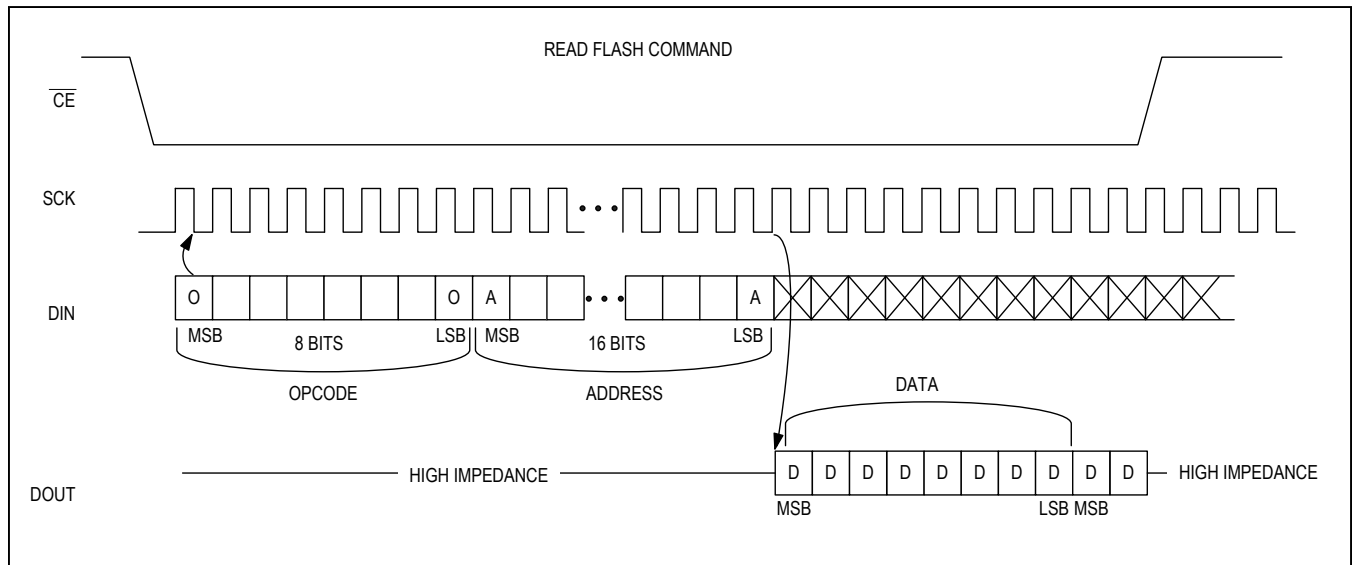 READ FLASH COMMAND
CE
SCK
DIN
O O A A
MSB 8 BITS LSB MSB 16 BITS LSB
OPCODE ADDRESS
DATA
DOUT
HIGH IMPEDANCE D D D D D D D D D D HIGH IMPEDANCE
MSB LSB MSB